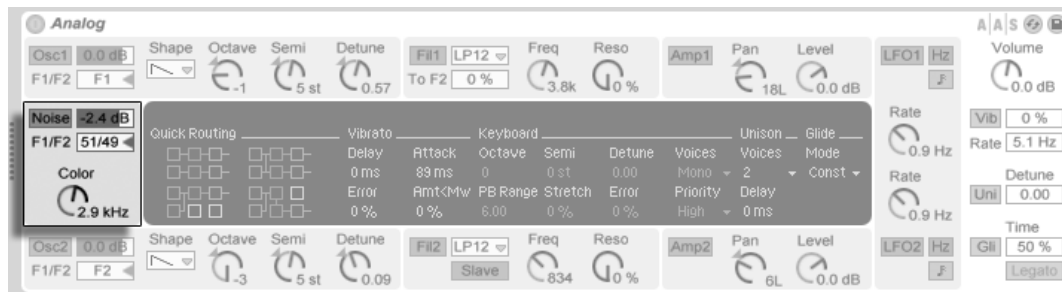 Analog
A|A|S
Osc1 0.0 dB Shape Octave Semi Detune Fil1 LP12 Freq Reso Amp1 Pan Level LFO1 Hz Volume
F1/F2 F1 -1 5 st 0.57 To F2 0 % 3.8k 0 % 18L 0.0 dB 0.0 dB
Noise -2.4 dB
F1/F2 51/49
Color
2.9 kHz
Quick Routing Vibrato Keyboard Unison Glide
Delay Attack Octave Semi Detune Voices Voices Mode
0 ms 89 ms 0 0 st 0.00 Mono 2 Const
Error Amt<Mw PB Range Stretch Error Priority Delay
0 % 0 % 6.00 0 % 0 % High 0 ms
Rate
0.9 Hz
Rate
0.9 Hz
Vib 0 %
Rate 5.1 Hz
Detune
Uni 0.00
Time
Gli 50 %
Legato
Osc2 0.0 dB Shape Octave Semi Detune Fil2 LP12 Freq Reso Amp2 Pan Level LFO2 Hz
F1/F2 F2 -3 5 st 0.09 Slave 834 0 % 6L 0.0 dB